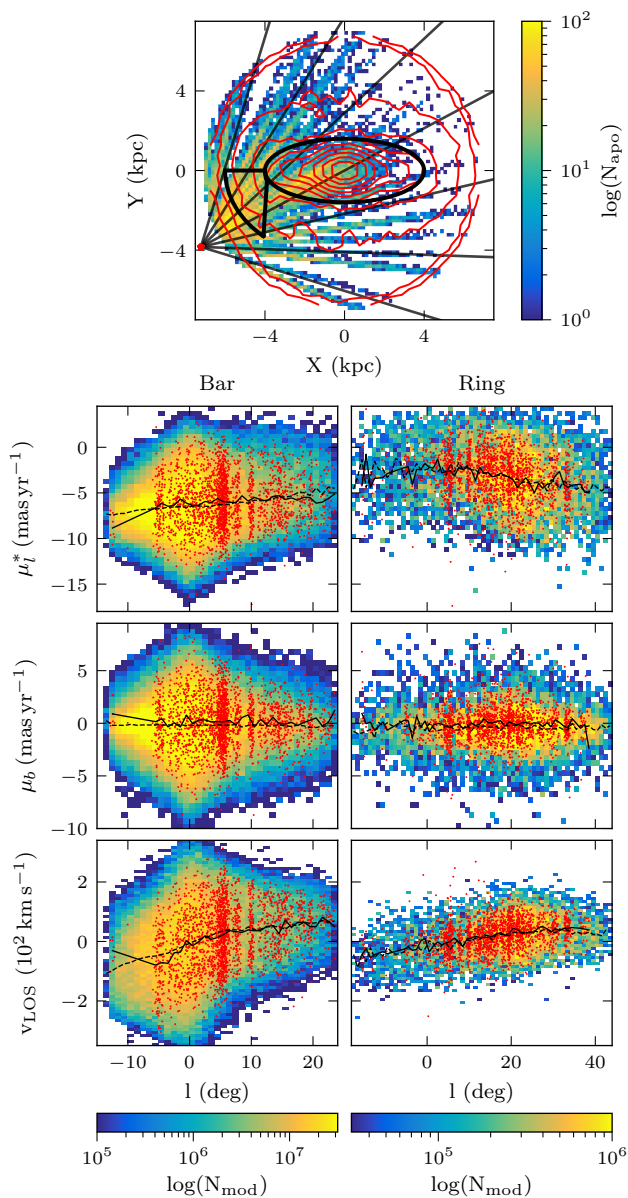 10²
10¹
10⁰
log(N_apo)
4
0
−4
Y (kpc)
−4 0 4
X (kpc)
Bar Ring
0
−5
−10
−15
μ_l^* (mas yr⁻¹)
5
0
−5
−10
μ_b (mas yr⁻¹)
2
0
−2
v_LOS (10² km s⁻¹)
−10 0 10 20 0 20 40
l (deg) l (deg)
10⁵ 10⁶ 10⁷ 10⁵ 10⁶
log(N_mod) log(N_mod)